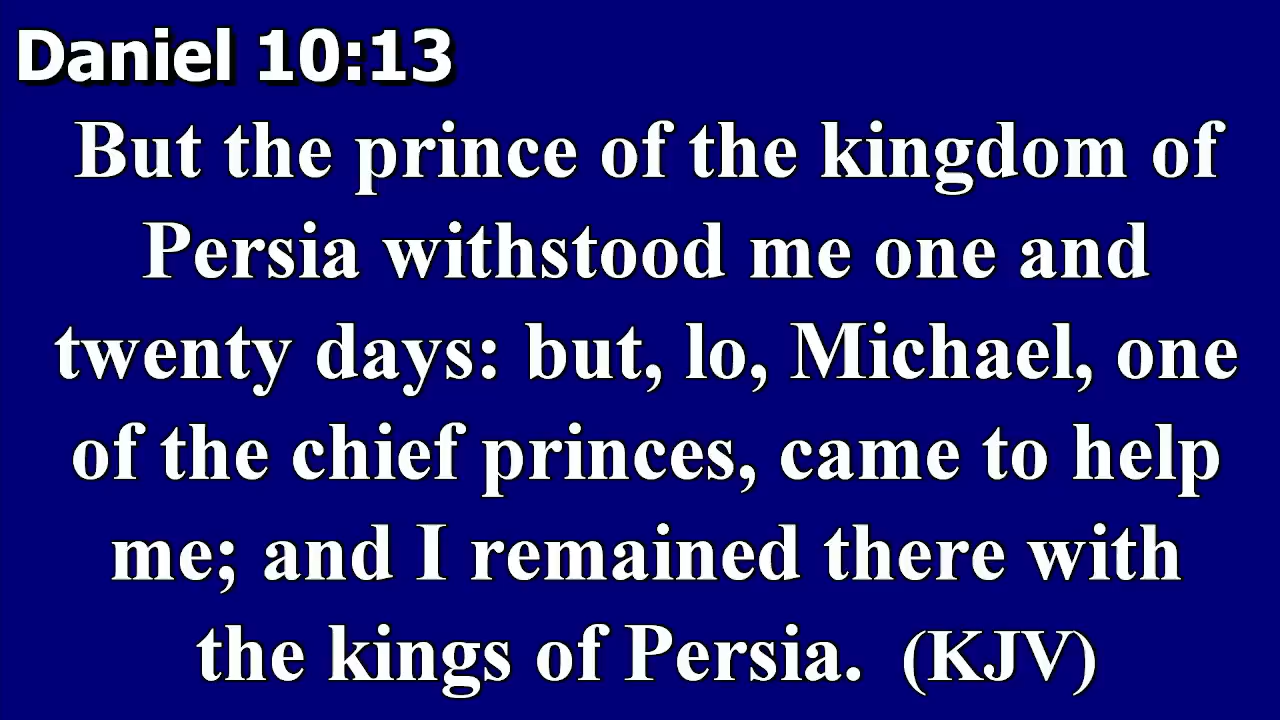 Daniel 10:13
But the prince of the kingdom of
Persia withstood me one and
twenty days: but, lo, Michael, one
of the chief princes, came to help
me; and I remained there with
the kings of Persia.  (KJV)